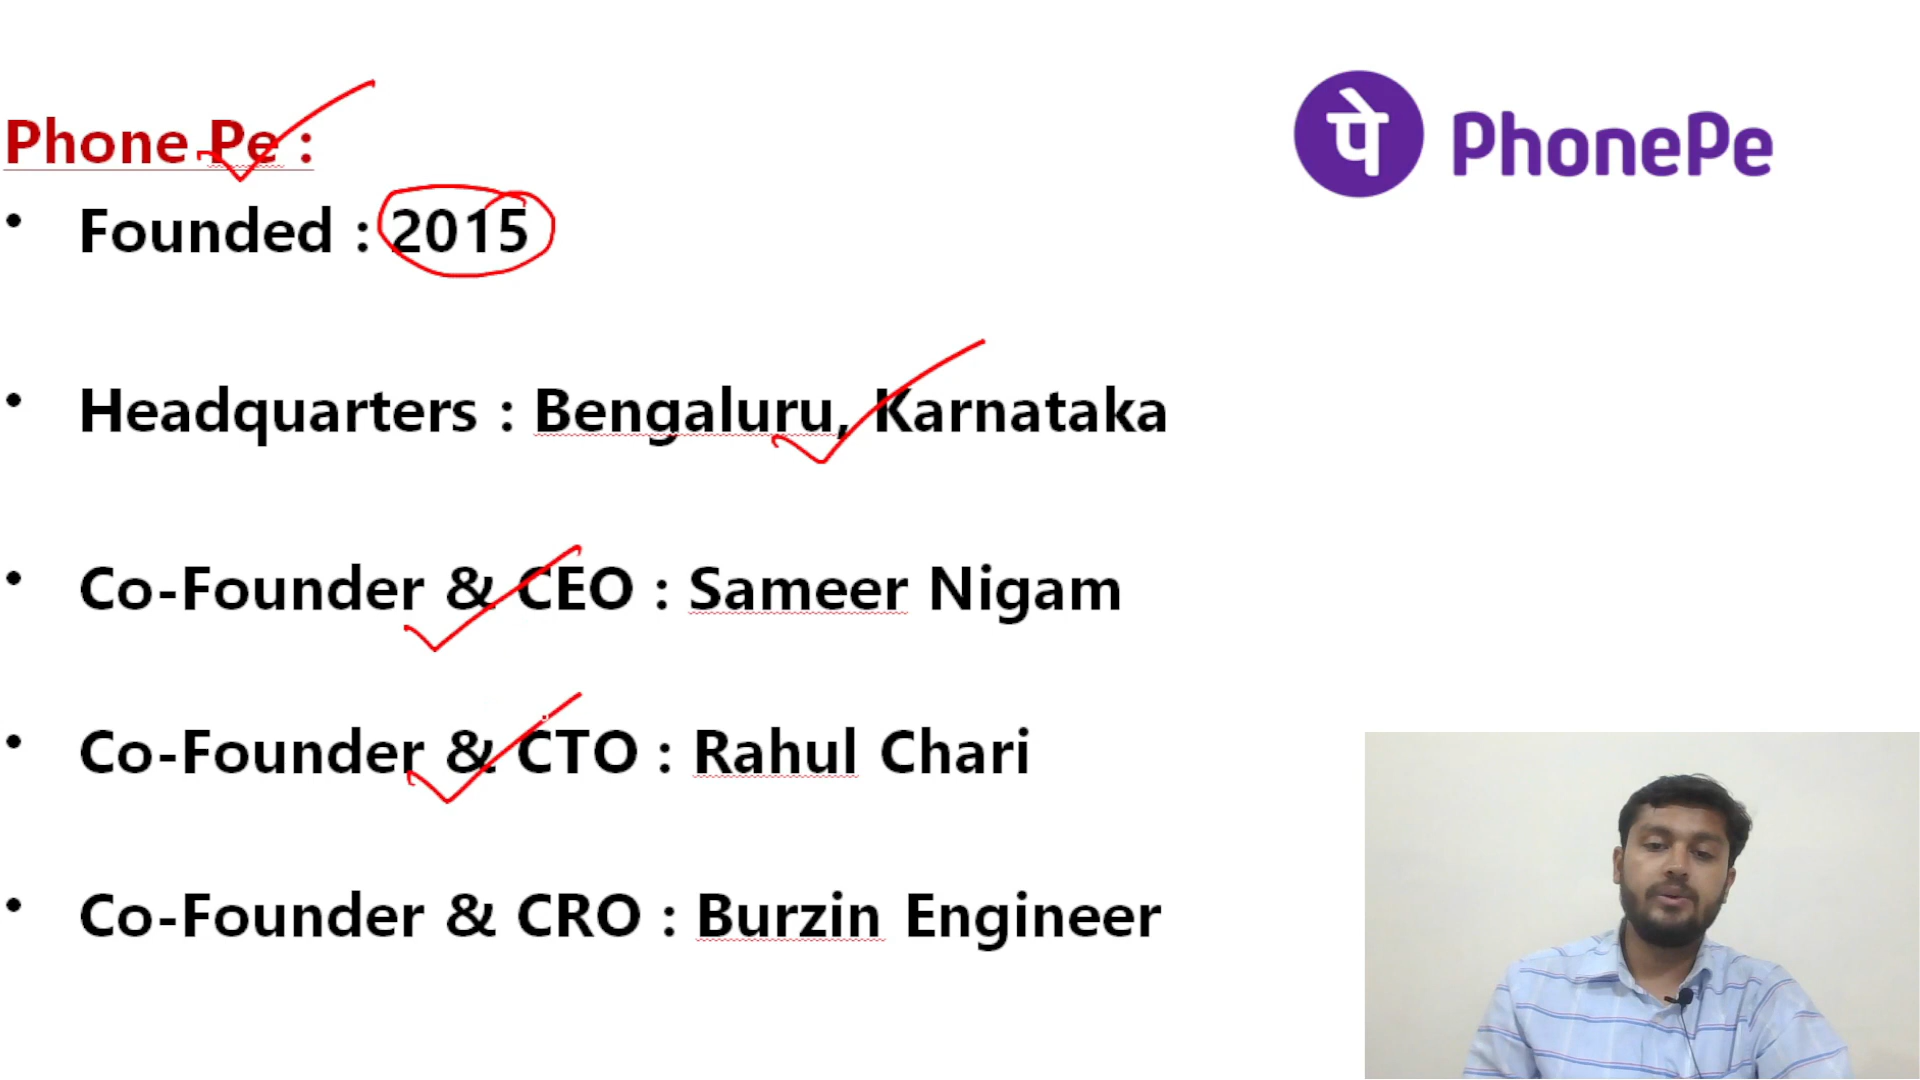 Phone Pe :
पे PhonePe
• Founded : 2015
• Headquarters : Bengaluru, Karnataka
• Co-Founder & CEO : Sameer Nigam
• Co-Founder & CTO : Rahul Chari
• Co-Founder & CRO : Burzin Engineer